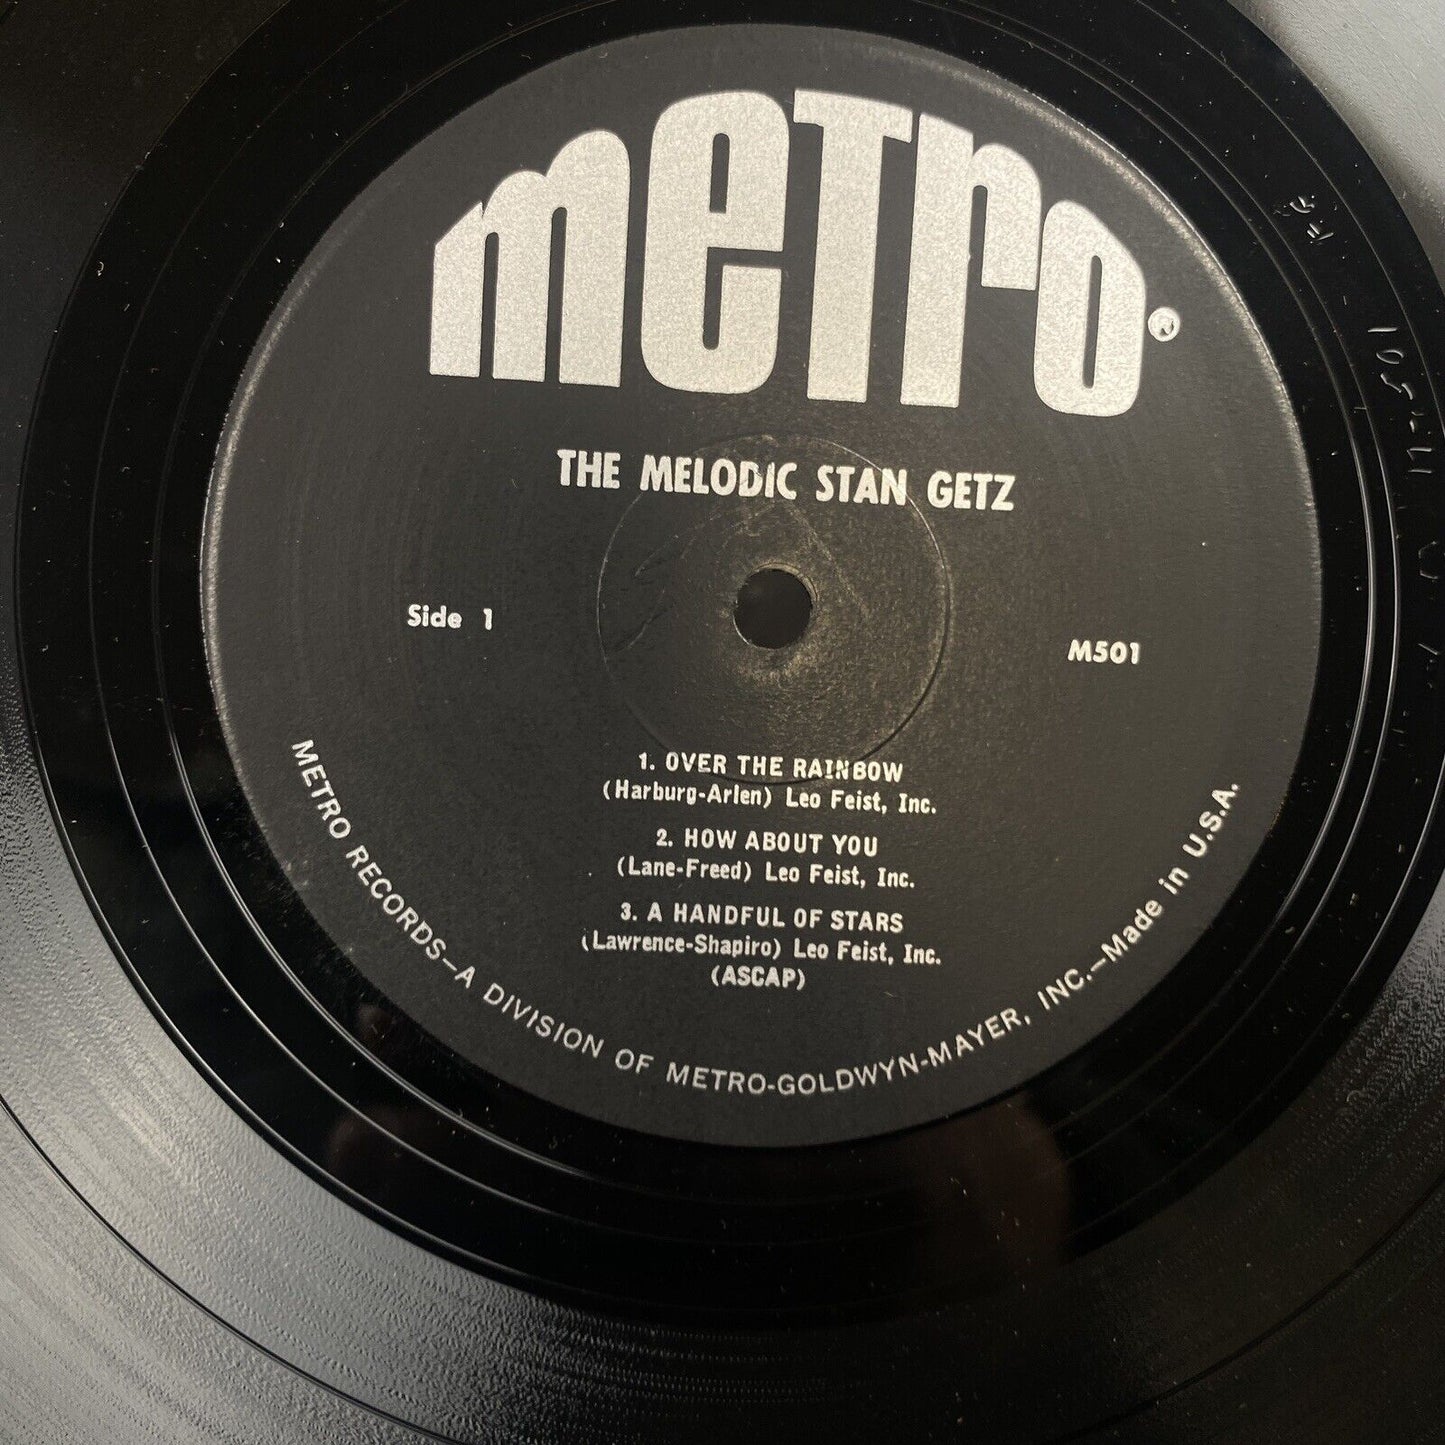 meTro®
THE MELODIC STAN GETZ
Side 1
M501
1. OVER THE RAINBOW
(Harburg-Arlen) Leo Feist, Inc.
2. HOW ABOUT YOU
(Lane-Freed) Leo Feist, Inc.
3. A HANDFUL OF STARS
(Lawrence-Shapiro) Leo Feist, Inc.
(ASCAP)
METRO RECORDS—A DIVISION OF METRO-GOLDWYN-MAYER, INC.—Made in U.S.A.